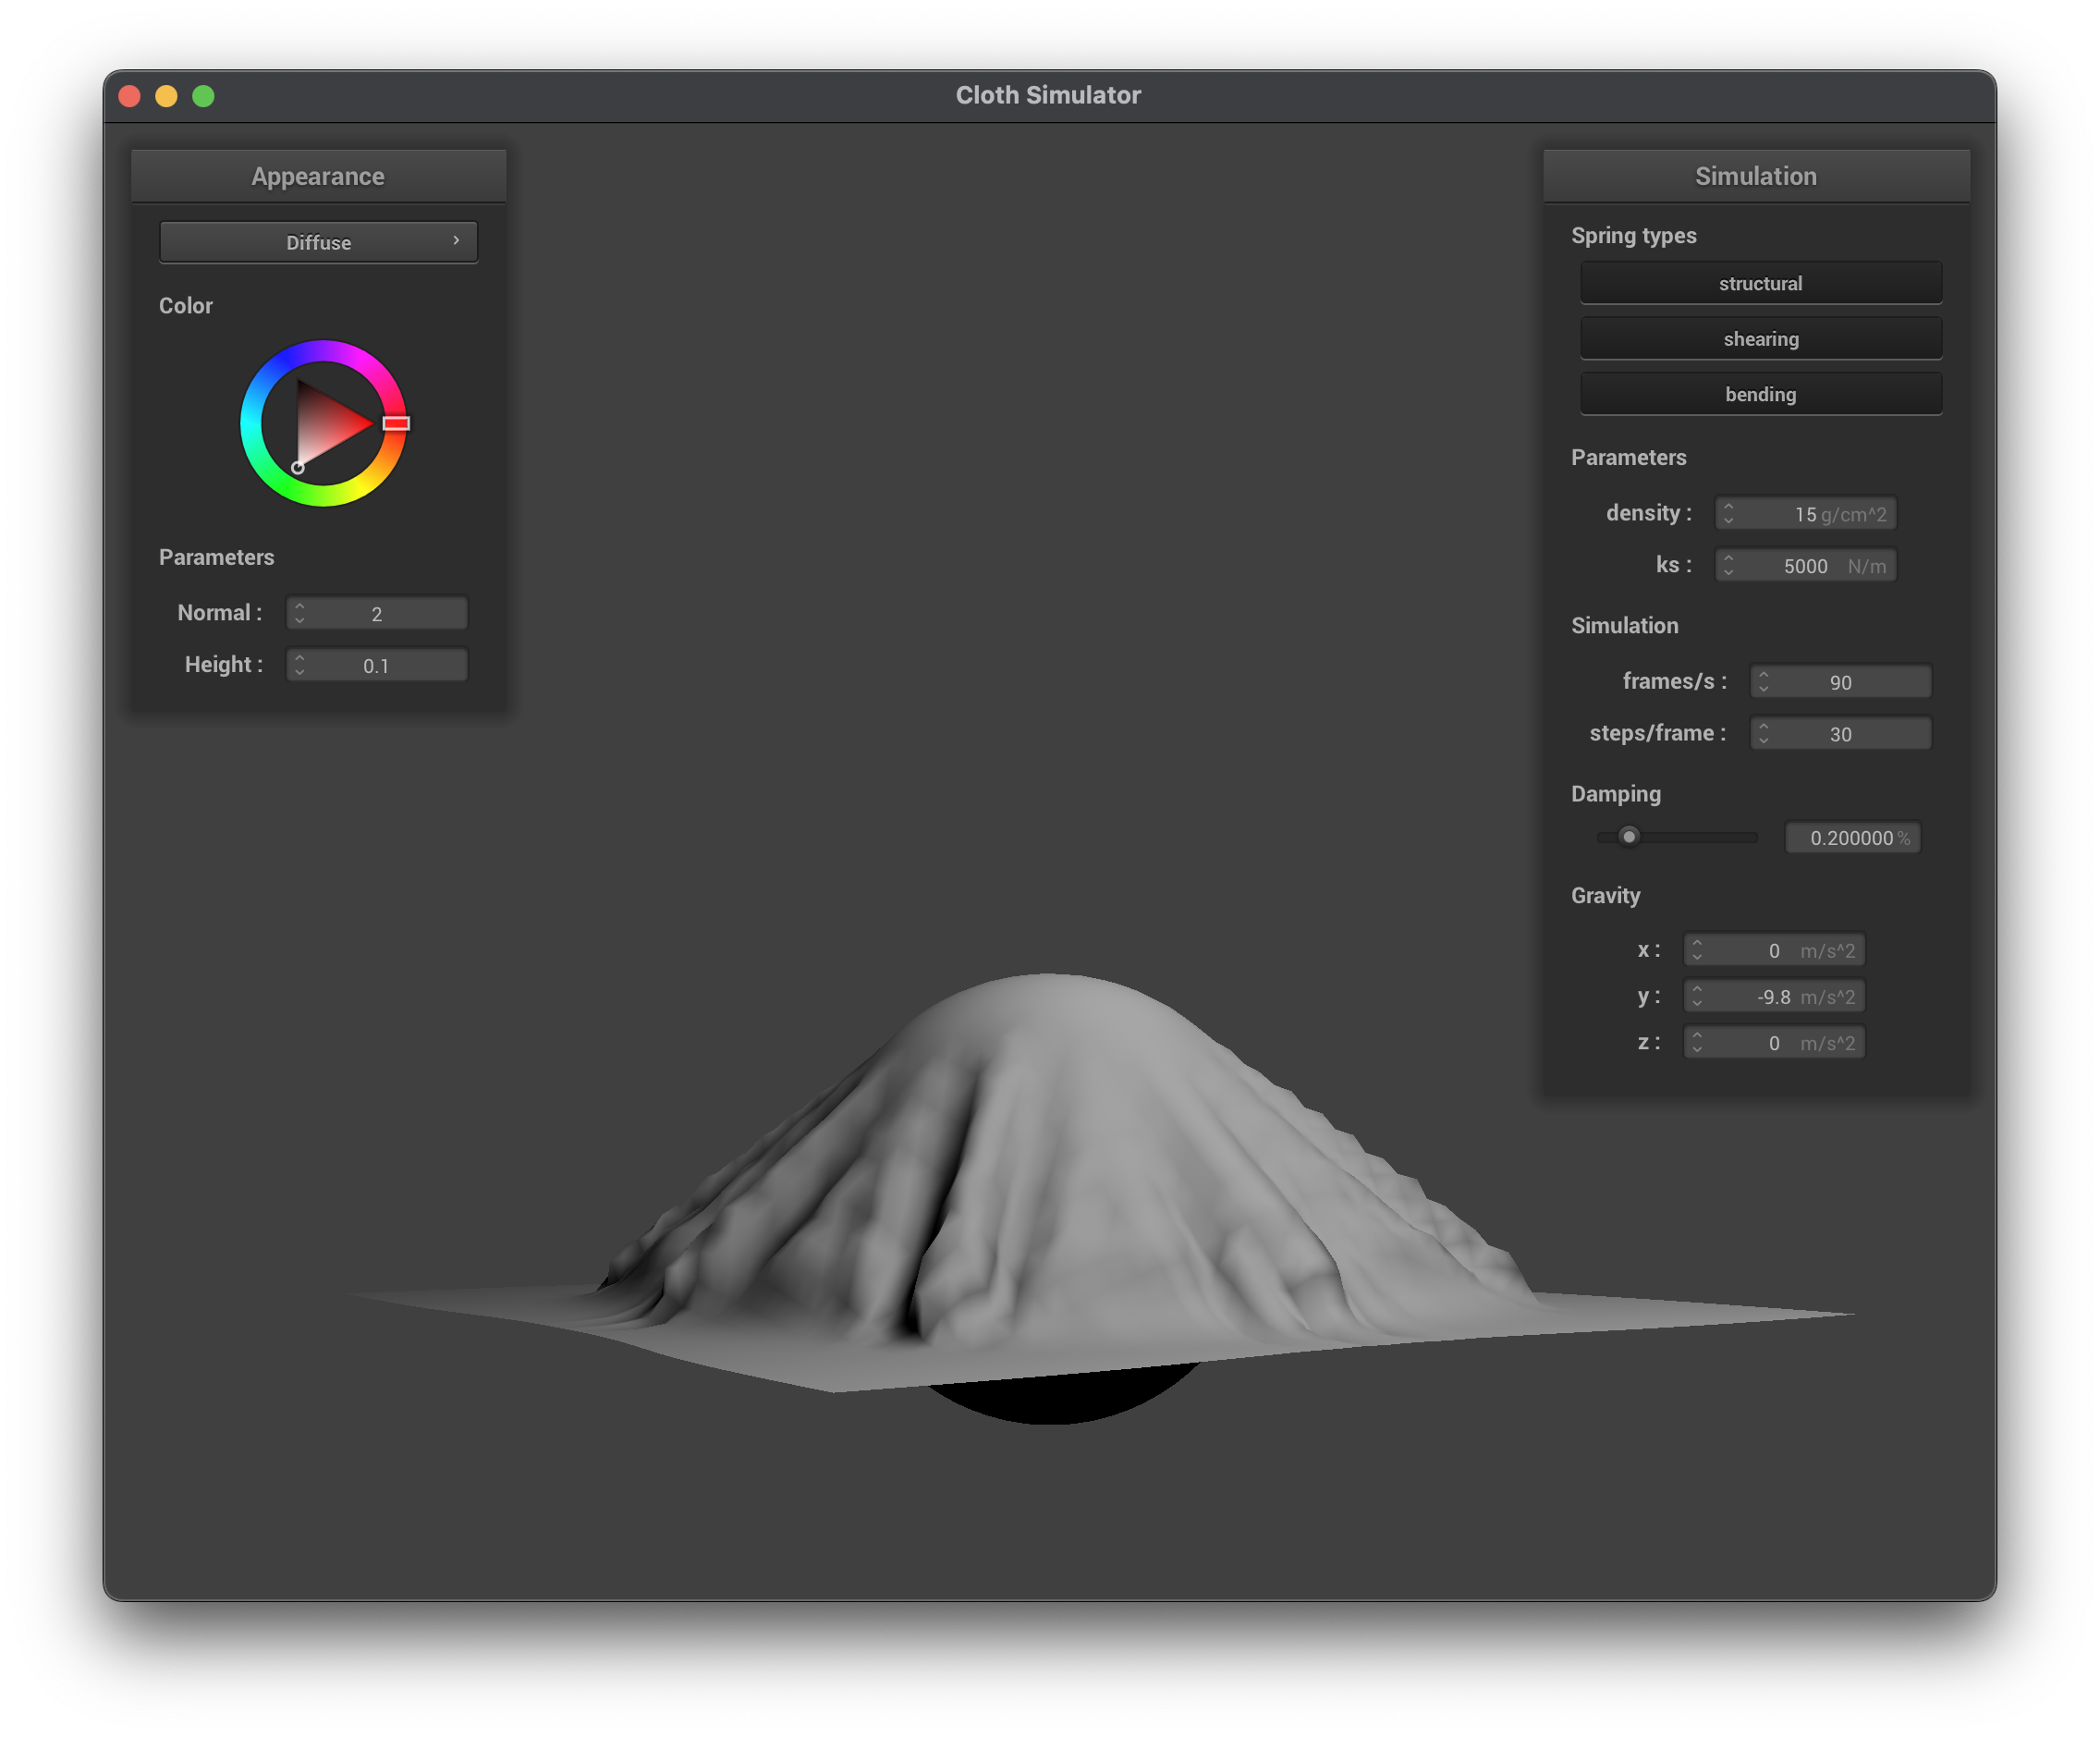 Cloth Simulator
Appearance
Diffuse
Color
Parameters
Normal : 2
Height : 0.1
Simulation
Spring types
structural
shearing
bending
Parameters
density : 15 g/cm^2
ks : 5000 N/m
Simulation
frames/s : 90
steps/frame : 30
Damping
0.200000 %
Gravity
x : 0 m/s^2
y : -9.8 m/s^2
z : 0 m/s^2